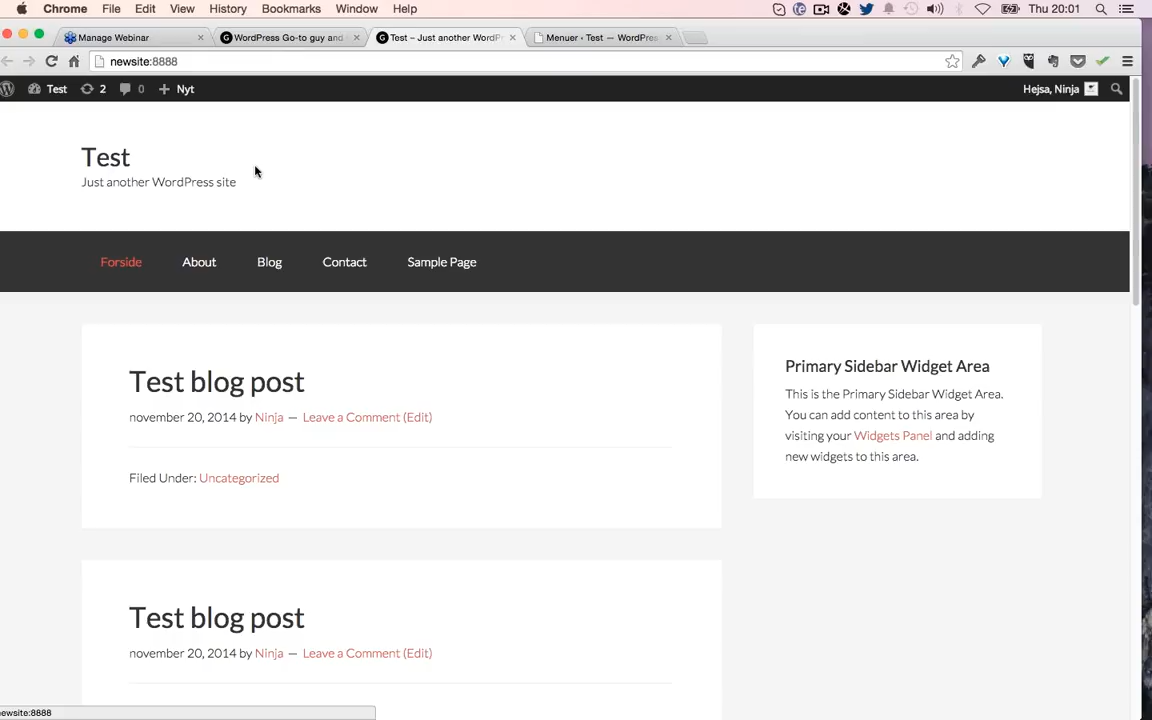 Chrome File Edit View History Bookmarks Window Help Thu 20:01
Manage Webinar WordPress Go-to guy and Test – Just another WordPr Menuer ‹ Test — WordPres
newsite:8888
Test 2 0 + Nyt Hejsa, Ninja
Test
Just another WordPress site
Forside About Blog Contact Sample Page
Test blog post
november 20, 2014 by Ninja — Leave a Comment (Edit)
Filed Under: Uncategorized
Primary Sidebar Widget Area
This is the Primary Sidebar Widget Area.
You can add content to this area by
visiting your Widgets Panel and adding
new widgets to this area.
Test blog post
november 20, 2014 by Ninja — Leave a Comment (Edit)
newsite:8888